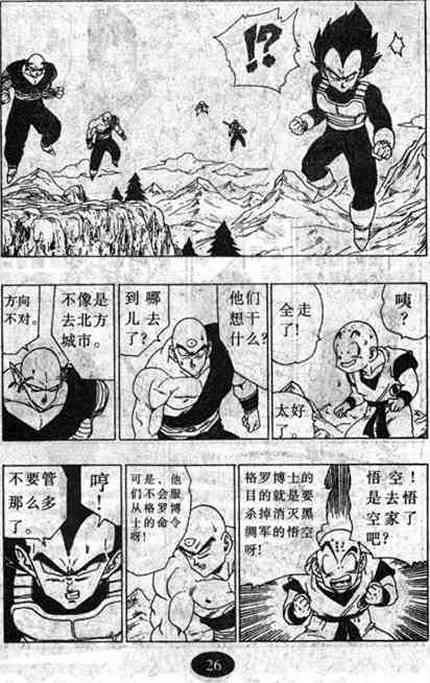 !?
咦?
全走
了!
太好
了。
他们
想干
什么?
到哪
儿去
了?
不像是
去北方
城市。
方向
不对。
悟空!
是去悟
空家了
吧?
格罗博士的
目的就是要
杀掉消灭黑
绸军的悟空
呀!
可是、他
们不会服
从格罗博
士的命令
呀!
哼!
不要管
那么多
了。
26